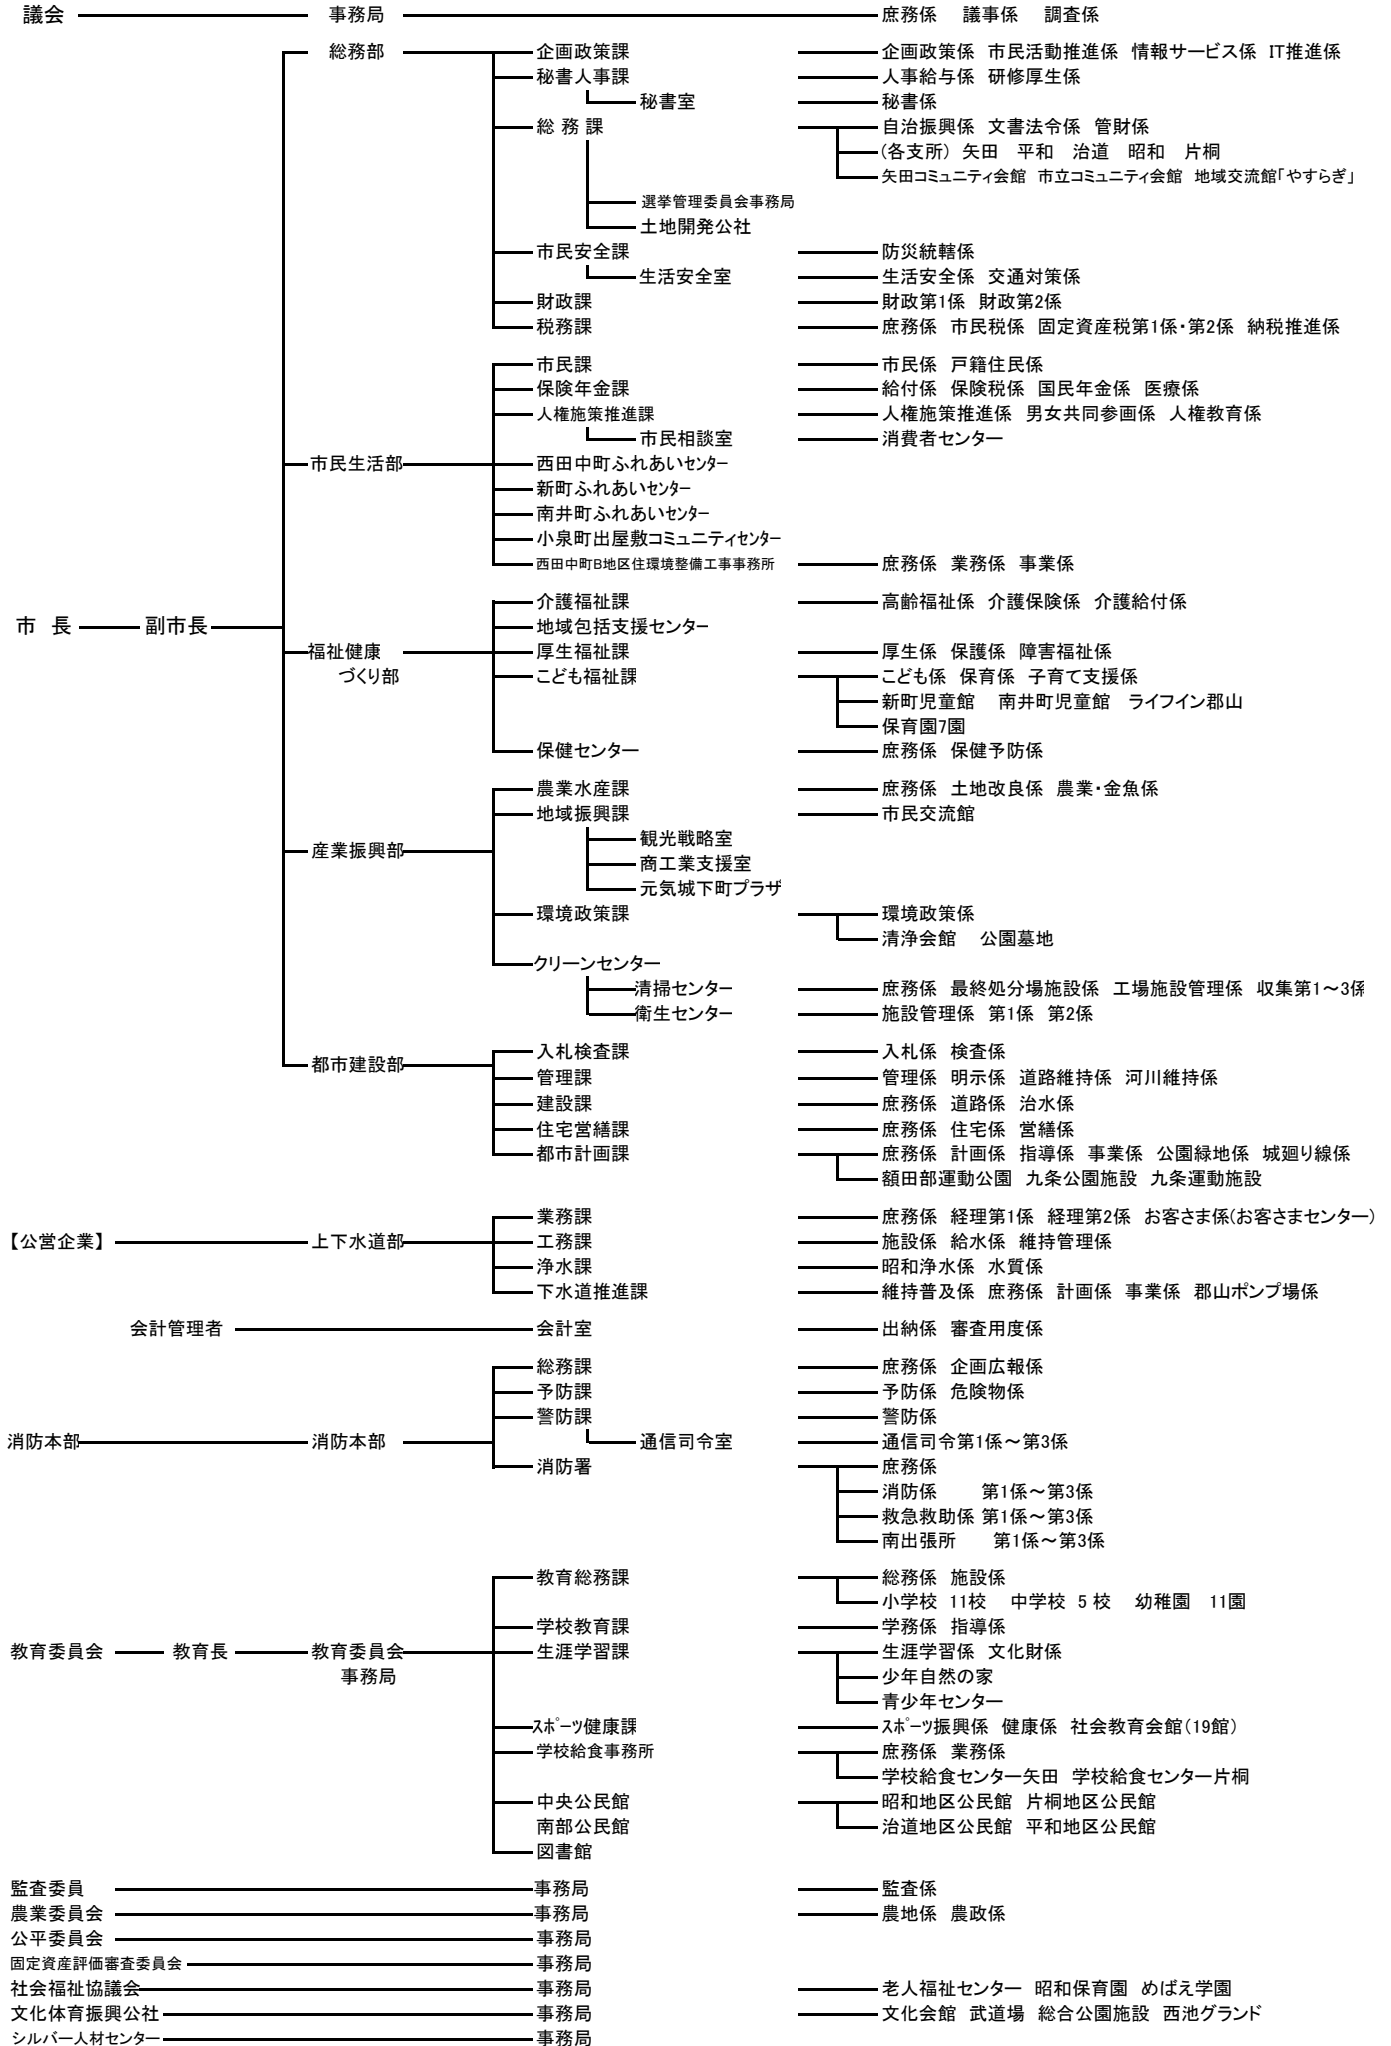 議会 事務局 庶務係 議事係 調査係
総務部 企画政策課 企画政策係 市民活動推進係 情報サービス係 IT推進係
秘書人事課 人事給与係 研修厚生係
秘書室 秘書係
総務課 自治振興係 文書法令係 管財係
(各支所) 矢田 平和 治道 昭和 片桐
矢田コミュニティ会館 市立コミュニティ会館 地域交流館「やすらぎ」
選挙管理委員会事務局
土地開発公社
市民安全課 防災統轄係
生活安全室 生活安全係 交通対策係
財政課 財政第1係 財政第2係
税務課 庶務係 市民税係 固定資産税第1係・第2係 納税推進係
市民課 市民係 戸籍住民係
保険年金課 給付係 保険税係 国民年金係 医療係
人権施策推進課 人権施策推進係 男女共同参画係 人権教育係
市民相談室 消費者センター
市民生活部 西田中町ふれあいセンター
新町ふれあいセンター
南井町ふれあいセンター
小泉町出屋敷コミュニティセンター
西田中町B地区住環境整備工事事務所 庶務係 業務係 事業係
介護福祉課 高齢福祉係 介護保険係 介護給付係
市 長 副市長 地域包括支援センター
福祉健康 厚生福祉課 厚生係 保護係 障害福祉係
づくり部 こども福祉課 こども係 保育係 子育て支援係
新町児童館 南井町児童館 ライフイン郡山
保育園7園
保健センター 庶務係 保健予防係
農業水産課 庶務係 土地改良係 農業・金魚係
地域振興課 市民交流館
観光戦略室
産業振興部 商工業支援室
元気城下町プラザ
環境政策課 環境政策係
清浄会館 公園墓地
クリーンセンター
清掃センター 庶務係 最終処分場施設係 工場施設管理係 収集第1～3係
衛生センター 施設管理係 第1係 第2係
都市建設部 入札検査課 入札係 検査係
管理課 管理係 明示係 道路維持係 河川維持係
建設課 庶務係 道路係 治水係
住宅営繕課 庶務係 住宅係 営繕係
都市計画課 庶務係 計画係 指導係 事業係 公園緑地係 城廻り線係
額田部運動公園 九条公園施設 九条運動施設
業務課 庶務係 経理第1係 経理第2係 お客さま係(お客さまセンター)
【公営企業】 上下水道部 工務課 施設係 給水係 維持管理係
浄水課 昭和浄水係 水質係
下水道推進課 維持普及係 庶務係 計画係 事業係 郡山ポンプ場係
会計管理者 会計室 出納係 審査用度係
総務課 庶務係 企画広報係
予防課 予防係 危険物係
警防課 警防係
消防本部 消防本部 通信司令室 通信司令第1係～第3係
消防署 庶務係
消防係 第1係～第3係
救急救助係 第1係～第3係
南出張所 第1係～第3係
教育総務課 総務係 施設係
小学校 11校 中学校 5 校 幼稚園 11園
学校教育課 学務係 指導係
教育委員会 教育長 教育委員会 生涯学習課 生涯学習係 文化財係
事務局 少年自然の家
青少年センター
スポーツ健康課 スポーツ振興係 健康係 社会教育会館(19館)
学校給食事務所 庶務係 業務係
学校給食センター矢田 学校給食センター片桐
中央公民館 昭和地区公民館 片桐地区公民館
南部公民館 治道地区公民館 平和地区公民館
図書館
監査委員 事務局 監査係
農業委員会 事務局 農地係 農政係
公平委員会 事務局
固定資産評価審査委員会 事務局
社会福祉協議会 事務局 老人福祉センター 昭和保育園 めばえ学園
文化体育振興公社 事務局 文化会館 武道場 総合公園施設 西池グランド
シルバー人材センター 事務局